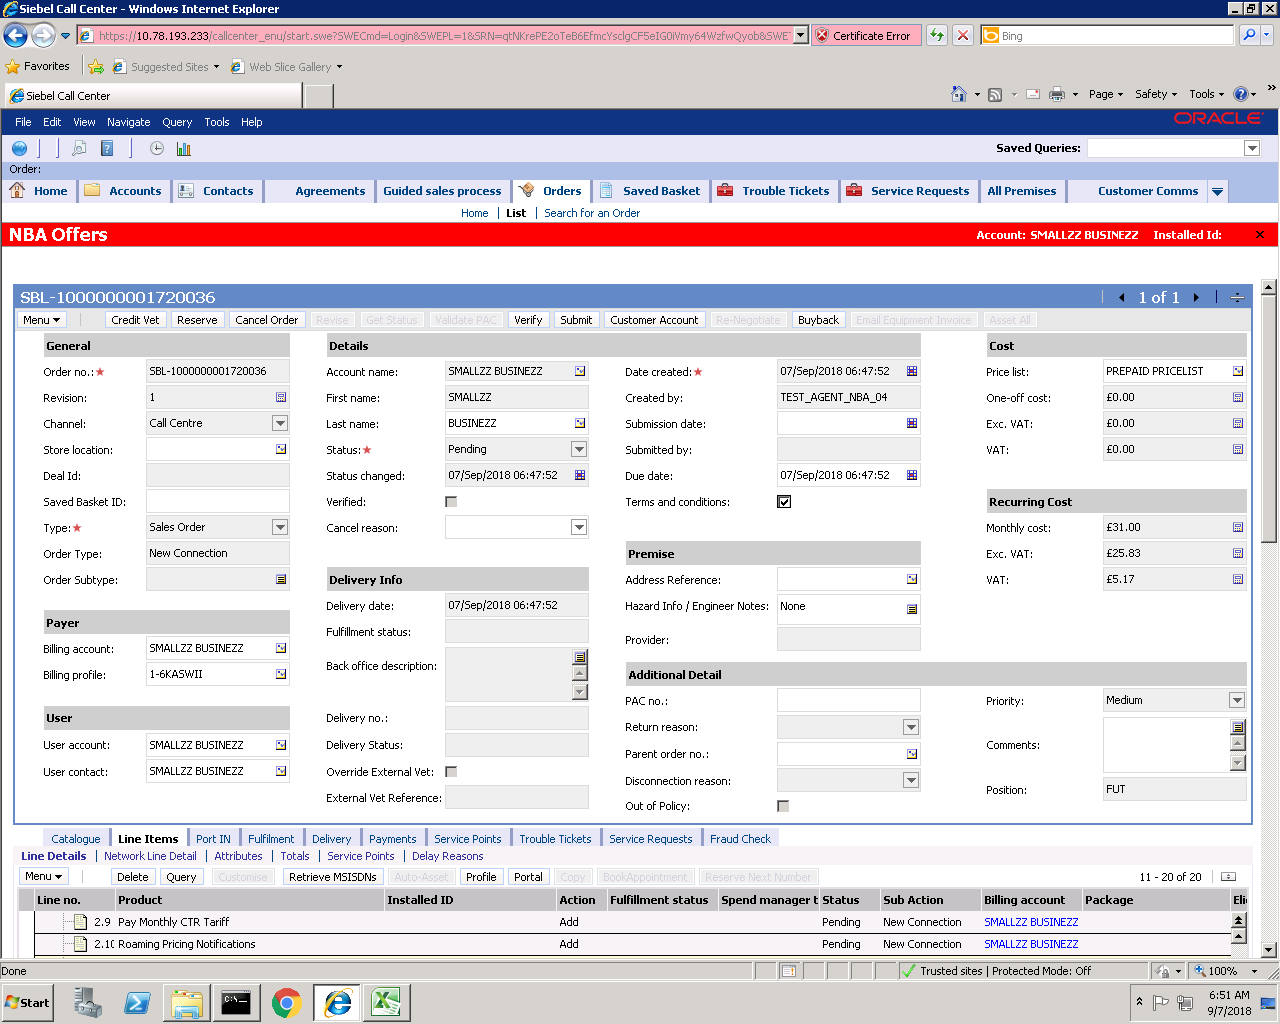 Siebel Call Center - Windows Internet Explorer
https://10.78.193.233/callcenter_enu/start.swe?SWECmd=Login&SWEPL=1&SRN=
Certificate Error
Bing
Favorites
Suggested Sites
Web Slice Gallery
Siebel Call Center
Page
Safety
Tools
File Edit View Navigate Query Tools Help
ORACLE
Saved Queries:
Order:
Home
Accounts
Contacts
Agreements
Guided sales process
Orders
Saved Basket
Trouble Tickets
Service Requests
All Premises
Customer Comms
Home | List | Search for an Order
NBA Offers
Account: SMALLZZ BUSINEZZ Installed Id:
SBL-1000000001720036
1 of 1
Menu
Credit Vet
Reserve
Cancel Order
Revise
Get Status
Validate PAC
Verify
Submit
Customer Account
Re-Negotiate
Buyback
Email Equipment Invoice
Asset All
General
Order no.: SBL-1000000001720036
Revision: 1
Channel: Call Centre
Store location:
Deal Id:
Saved Basket ID:
Type: Sales Order
Order Type: New Connection
Order Subtype:
Payer
Billing account: SMALLZZ BUSINEZZ
Billing profile: 1-6KASWII
User
User account: SMALLZZ BUSINEZZ
User contact: SMALLZZ BUSINEZZ
Details
Account name: SMALLZZ BUSINEZZ
First name: SMALLZZ
Last name: BUSINEZZ
Status: Pending
Status changed: 07/Sep/2018 06:47:52
Verified:
Cancel reason:
Delivery Info
Delivery date: 07/Sep/2018 06:47:52
Fulfillment status:
Back office description:
Delivery no.:
Delivery Status:
Override External Vet:
External Vet Reference:
Date created: 07/Sep/2018 06:47:52
Created by: TEST_AGENT_NBA_04
Submission date:
Submitted by:
Due date: 07/Sep/2018 06:47:52
Terms and conditions:
Premise
Address Reference:
Hazard Info / Engineer Notes: None
Provider:
Additional Detail
PAC no.:
Return reason:
Parent order no.:
Disconnection reason:
Out of Policy:
Priority: Medium
Comments:
Position: FUT
Cost
Price list: PREPAID PRICELIST
One-off cost: £0.00
Exc. VAT: £0.00
VAT: £0.00
Recurring Cost
Monthly cost: £31.00
Exc. VAT: £25.83
VAT: £5.17
Catalogue
Line Items
Port IN
Fulfilment
Delivery
Payments
Service Points
Trouble Tickets
Service Requests
Fraud Check
Line Details | Network Line Detail | Attributes | Totals | Service Points | Delay Reasons
Menu
Delete
Query
Customise
Retrieve MSISDNs
Auto-Asset
Profile
Portal
Copy
BookAppointment
Reserve Next Number
11 - 20 of 20
Line no. Product Installed ID Action Fulfillment status Spend manager t Status Sub Action Billing account Package Eli
2.9 Pay Monthly CTR Tariff Add Pending New Connection SMALLZZ BUSINEZZ
2.10 Roaming Pricing Notifications Add Pending New Connection SMALLZZ BUSINEZZ
Done
Trusted sites | Protected Mode: Off
100%
Start
6:51 AM
9/7/2018